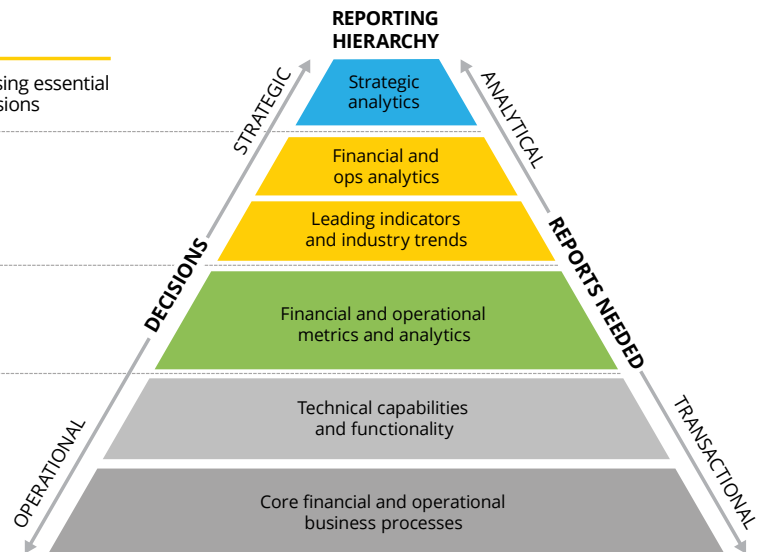 REPORTING
HIERARCHY
sing essential
sions
STRATEGIC
ANALYTICAL
Strategic
analytics
Financial and
ops analytics
Leading indicators
and industry trends
DECISIONS
REPORTS NEEDED
Financial and operational
metrics and analytics
Technical capabilities
and functionality
OPERATIONAL
TRANSACTIONAL
Core financial and operational
business processes